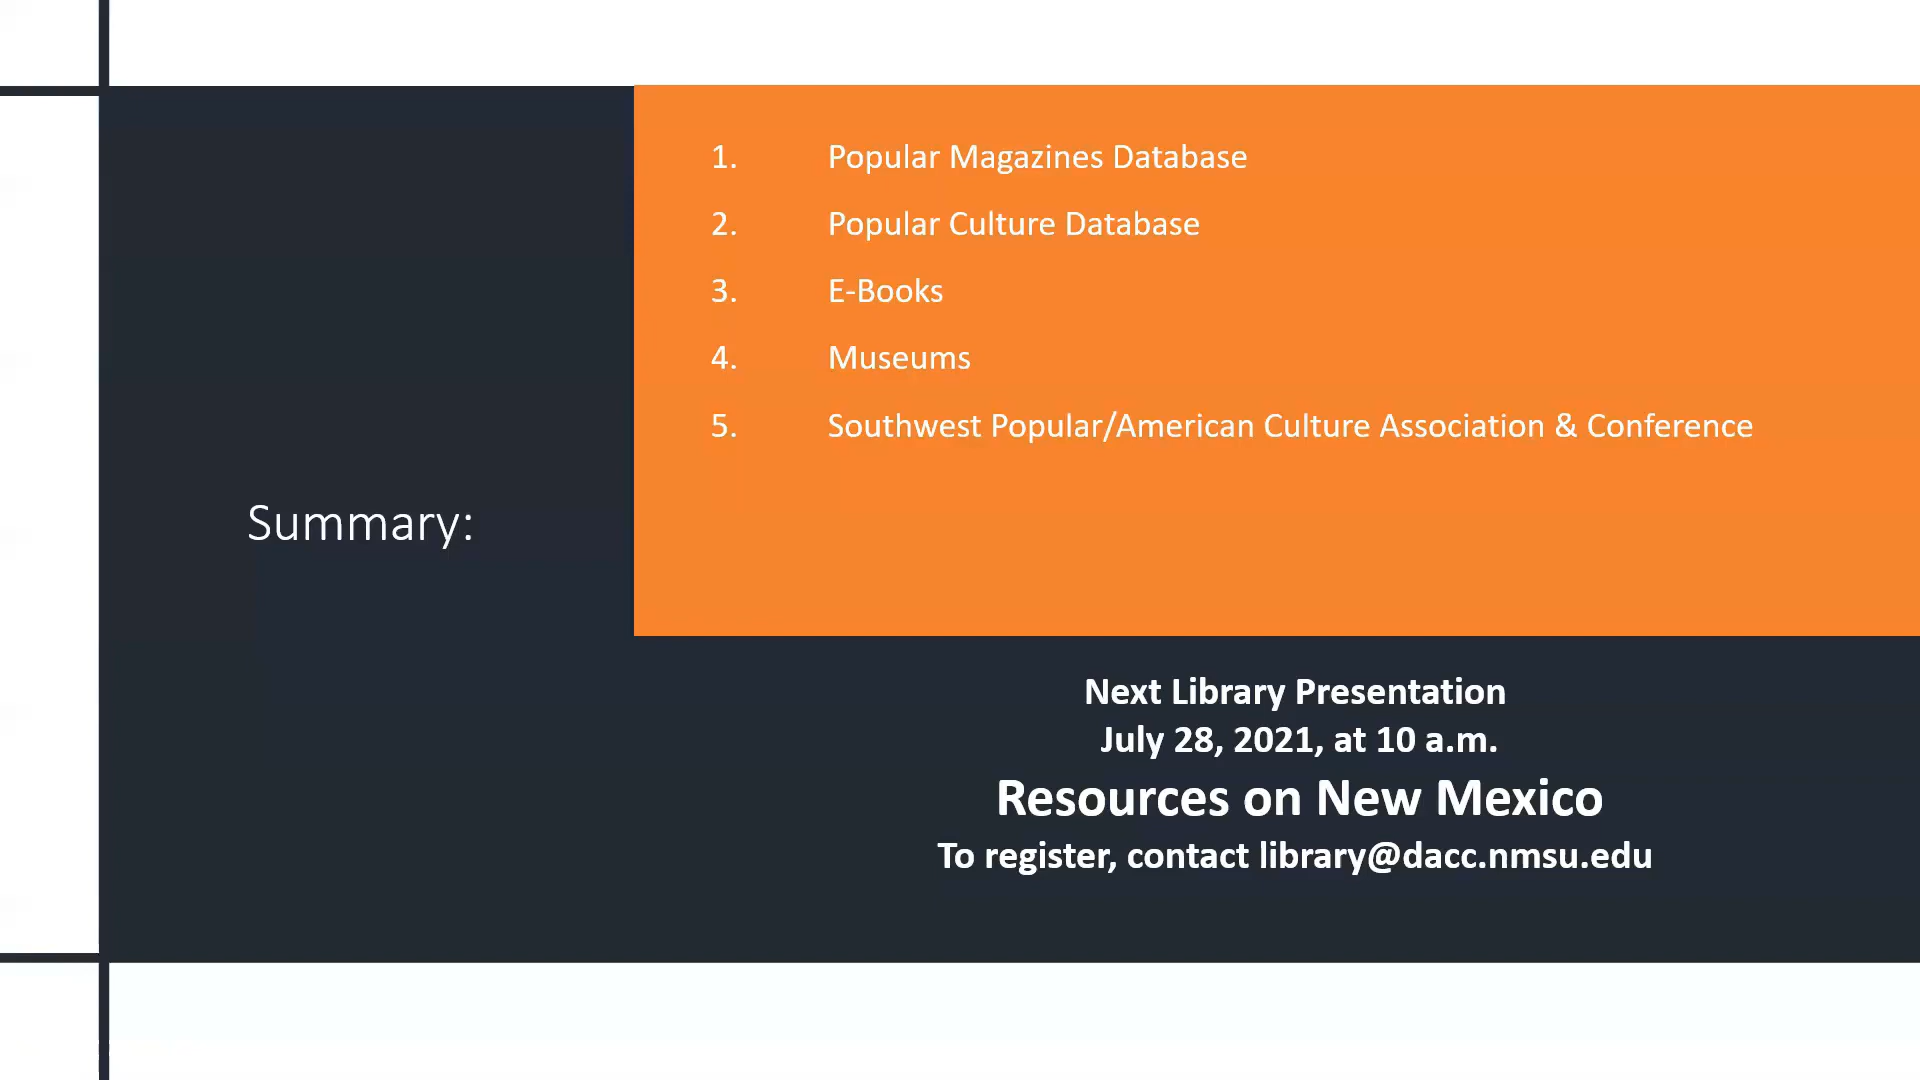 Summary:
1. Popular Magazines Database
2. Popular Culture Database
3. E-Books
4. Museums
5. Southwest Popular/American Culture Association & Conference
Next Library Presentation
July 28, 2021, at 10 a.m.
Resources on New Mexico
To register, contact library@dacc.nmsu.edu